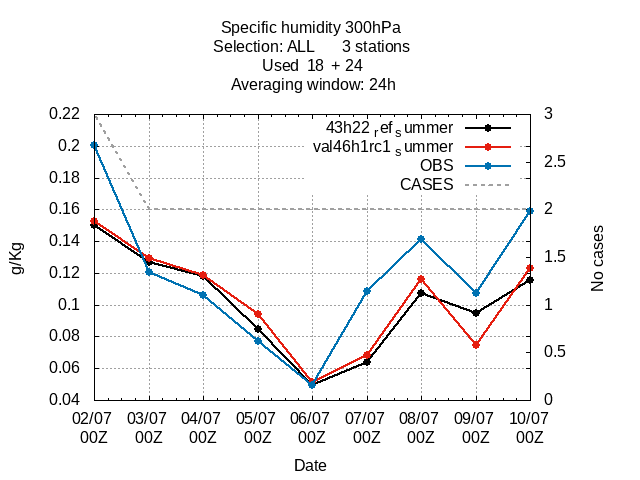 Specific humidity 300hPa
Selection: ALL 3 stations
Used 18 + 24
Averaging window: 24h
43h22 refsummer
val46h1rc1 summer
OBS
CASES
g/Kg
0.22
0.2
0.18
0.16
0.14
0.12
0.1
0.08
0.06
0.04
No cases
3
2.5
2
1.5
1
0.5
0
02/07 03/07 04/07 05/07 06/07 07/07 08/07 09/07 10/07
00Z 00Z 00Z 00Z 00Z 00Z 00Z 00Z 00Z
Date